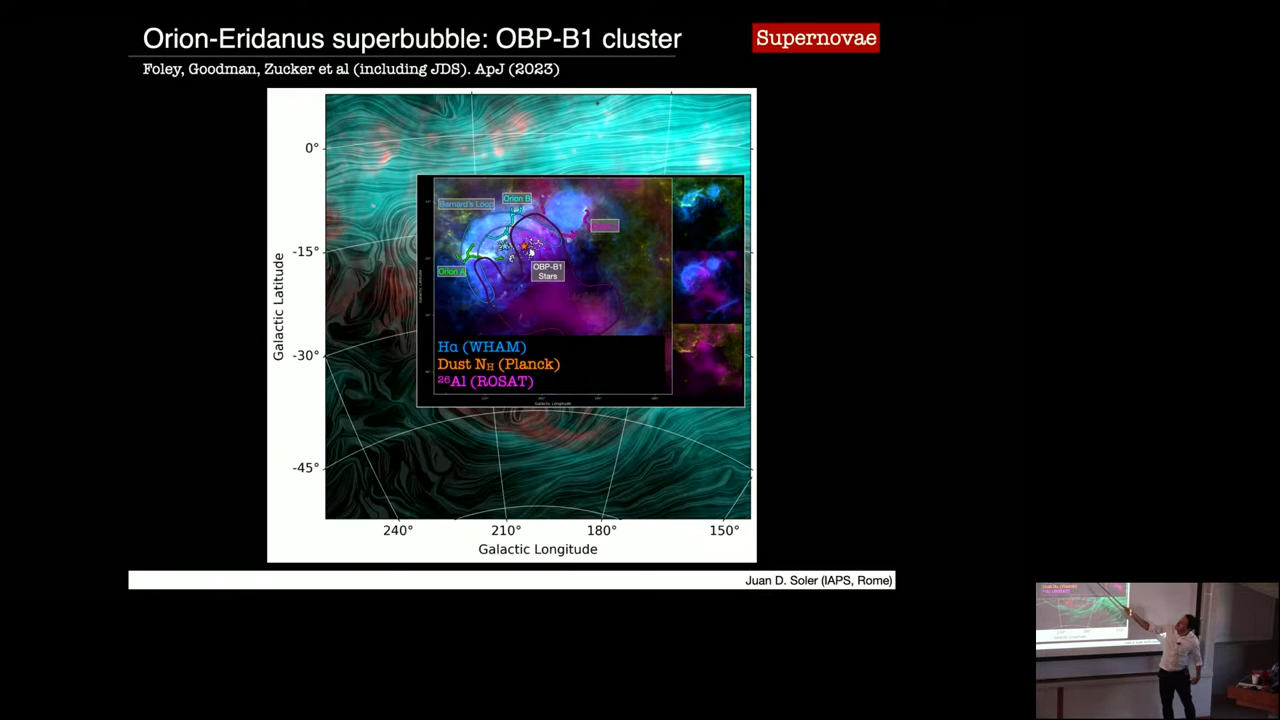 Orion-Eridanus superbubble: OBP-B1 cluster
Supernovae
Foley, Goodman, Zucker et al (including JDS). ApJ (2023)
0°
-15°
-30°
-45°
Galactic Latitude
Barnard's Loop
Orion B
Orion A
OBP-B1
Stars
Hα (WHAM)
Dust NH (Planck)
²⁶Al (ROSAT)
Galactic Longitude
240°
210°
180°
150°
Galactic Longitude
Juan D. Soler (IAPS, Rome)